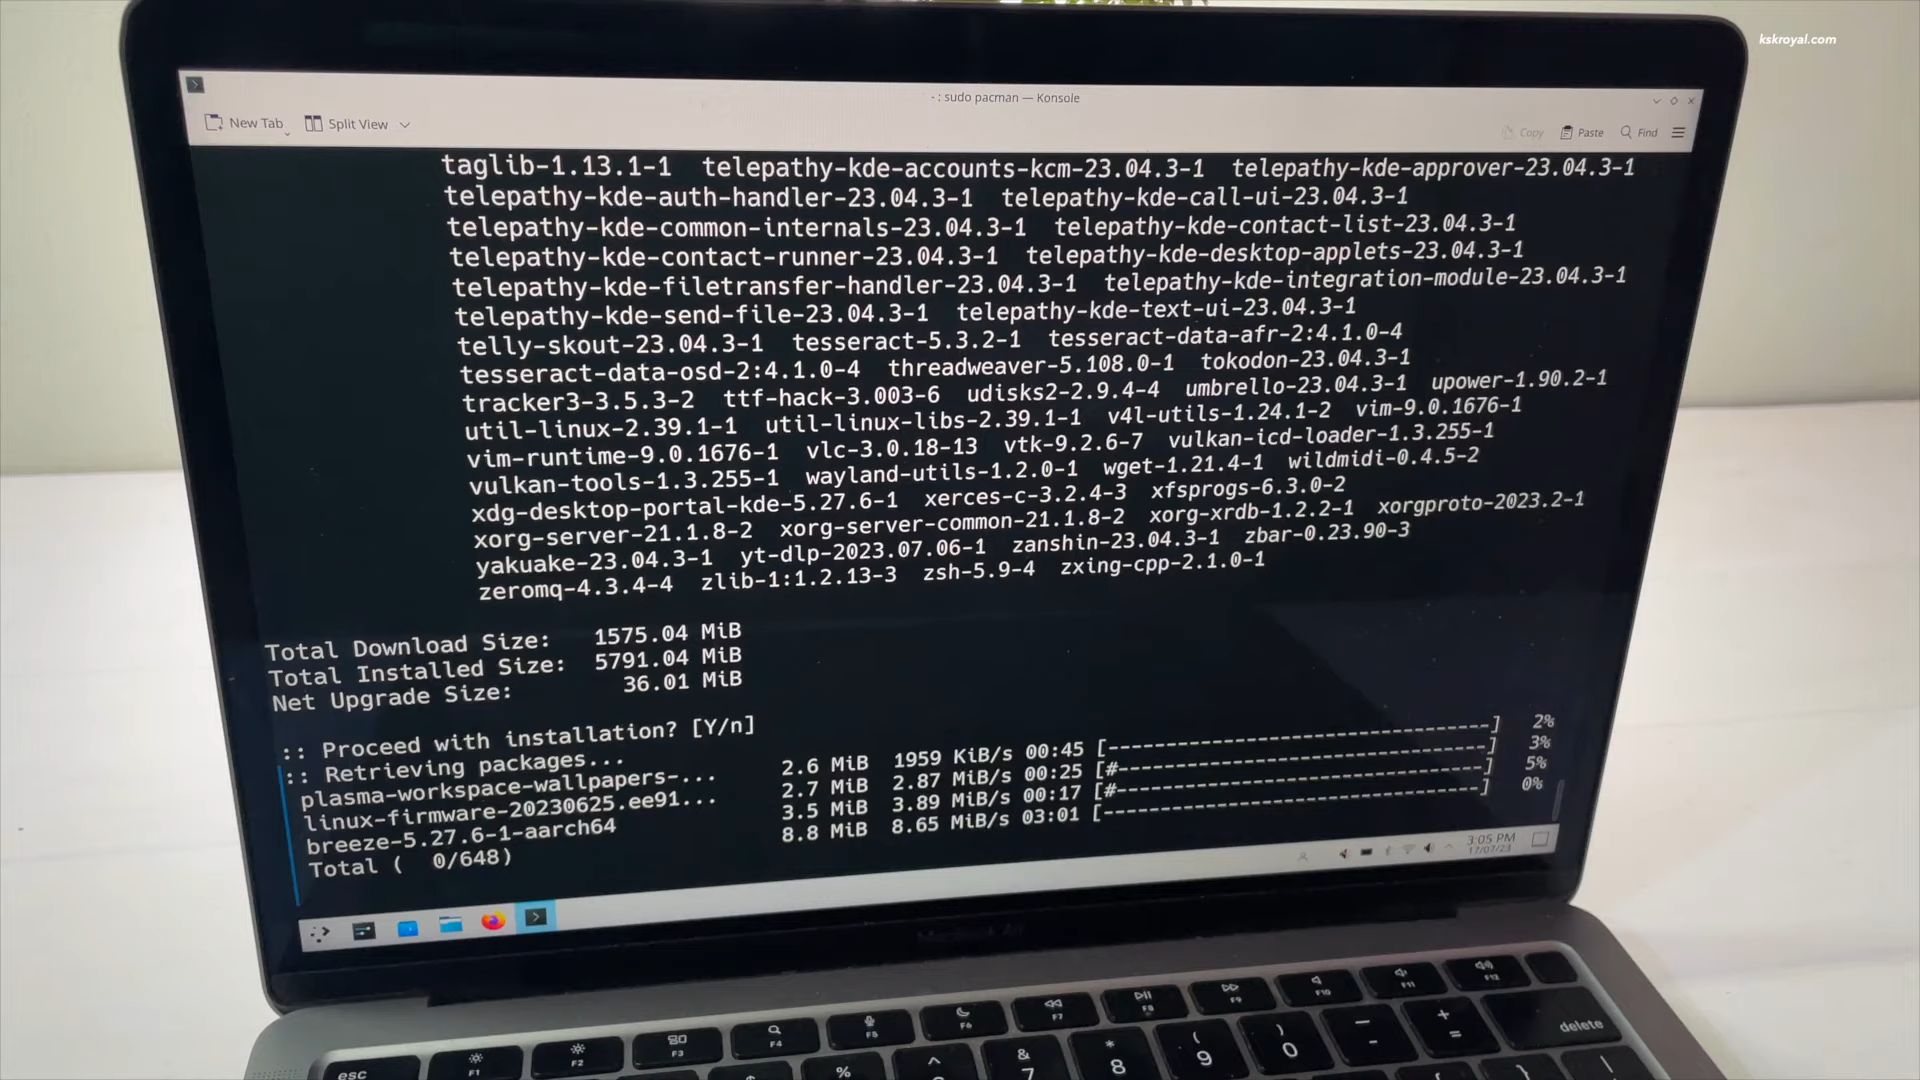 kskroyal.com
- : sudo pacman — Konsole
New Tab Split View Copy Paste Find
taglib-1.13.1-1 telepathy-kde-accounts-kcm-23.04.3-1 telepathy-kde-approver-23.04.3-1
telepathy-kde-auth-handler-23.04.3-1 telepathy-kde-call-ui-23.04.3-1
telepathy-kde-common-internals-23.04.3-1 telepathy-kde-contact-list-23.04.3-1
telepathy-kde-contact-runner-23.04.3-1 telepathy-kde-desktop-applets-23.04.3-1
telepathy-kde-filetransfer-handler-23.04.3-1 telepathy-kde-integration-module-23.04.3-1
telepathy-kde-send-file-23.04.3-1 telepathy-kde-text-ui-23.04.3-1
telly-skout-23.04.3-1 tesseract-5.3.2-1 tesseract-data-afr-2:4.1.0-4
tesseract-data-osd-2:4.1.0-4 threadweaver-5.108.0-1 tokodon-23.04.3-1
tracker3-3.5.3-2 ttf-hack-3.003-6 udisks2-2.9.4-4 umbrello-23.04.3-1 upower-1.90.2-1
util-linux-2.39.1-1 util-linux-libs-2.39.1-1 v4l-utils-1.24.1-2 vim-9.0.1676-1
vim-runtime-9.0.1676-1 vlc-3.0.18-13 vtk-9.2.6-7 vulkan-icd-loader-1.3.255-1
vulkan-tools-1.3.255-1 wayland-utils-1.2.0-1 wget-1.21.4-1 wildmidi-0.4.5-2
xdg-desktop-portal-kde-5.27.6-1 xerces-c-3.2.4-3 xfsprogs-6.3.0-2
xorg-server-21.1.8-2 xorg-server-common-21.1.8-2 xorg-xrdb-1.2.2-1 xorgproto-2023.2-1
yakuake-23.04.3-1 yt-dlp-2023.07.06-1 zanshin-23.04.3-1 zbar-0.23.90-3
zeromq-4.3.4-4 zlib-1:1.2.13-3 zsh-5.9-4 zxing-cpp-2.1.0-1
Total Download Size: 1575.04 MiB
Total Installed Size: 5791.04 MiB
Net Upgrade Size: 36.01 MiB
:: Proceed with installation? [Y/n]
:: Retrieving packages...
plasma-workspace-wallpapers-... 2.6 MiB 1959 KiB/s 00:45 [----------------------------------] 2%
linux-firmware-20230625.ee91... 2.7 MiB 2.87 MiB/s 00:25 [#---------------------------------] 3%
breeze-5.27.6-1-aarch64 3.5 MiB 3.89 MiB/s 00:17 [#---------------------------------] 5%
Total ( 0/648) 8.8 MiB 8.65 MiB/s 03:01 [----------------------------------] 0%
3:05 PM
17/07/23
esc F1 F2 F3 F4 F5 F6 F7 F8 F9 F10 F11 F12
% ^ & 7 * 8 ( 9 ) 0 — - + = delete